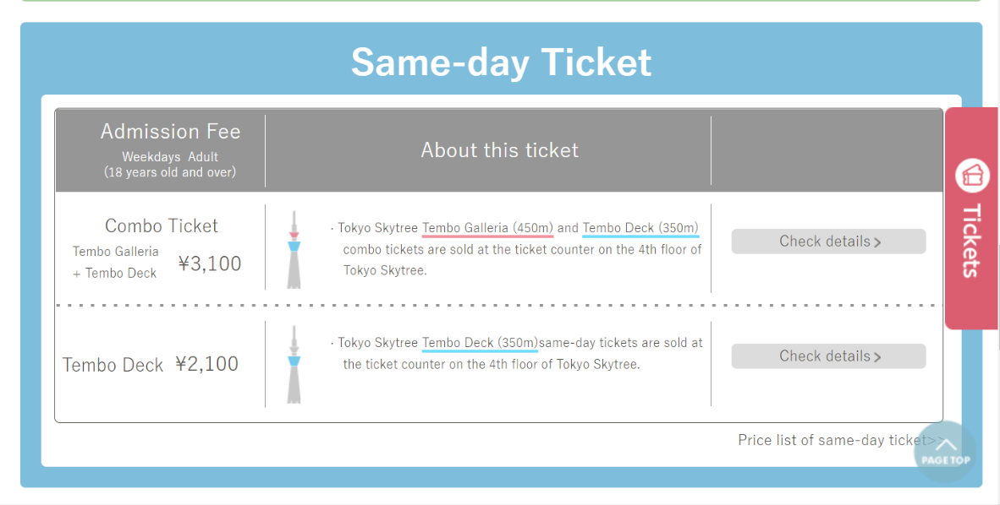 Same-day Ticket
Admission Fee
Weekdays Adult
(18 years old and over)
About this ticket
Combo Ticket
Tembo Galleria
+ Tembo Deck
¥3,100
· Tokyo Skytree Tembo Galleria (450m) and Tembo Deck (350m)
combo tickets are sold at the ticket counter on the 4th floor of
Tokyo Skytree.
Check details >
Tembo Deck ¥2,100
· Tokyo Skytree Tembo Deck (350m)same-day tickets are sold at
the ticket counter on the 4th floor of Tokyo Skytree.
Check details >
Price list of same-day ticket>>
Tickets
PAGE TOP